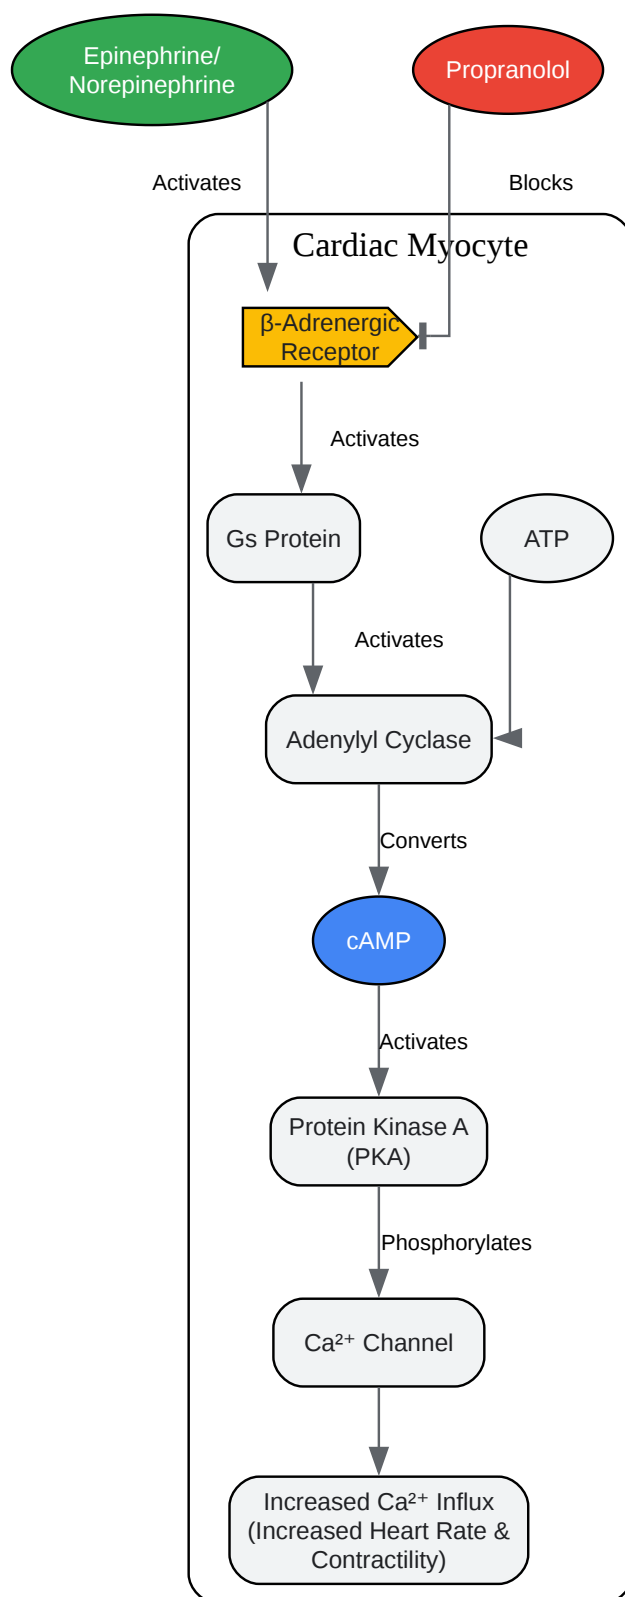 Epinephrine/
Norepinephrine
Propranolol
Activates
Blocks
Cardiac Myocyte
β-Adrenergic
Receptor
Activates
Gs Protein
ATP
Activates
Adenylyl Cyclase
Converts
cAMP
Activates
Protein Kinase A
(PKA)
Phosphorylates
Ca²⁺ Channel
Increased Ca²⁺ Influx
(Increased Heart Rate &
Contractility)